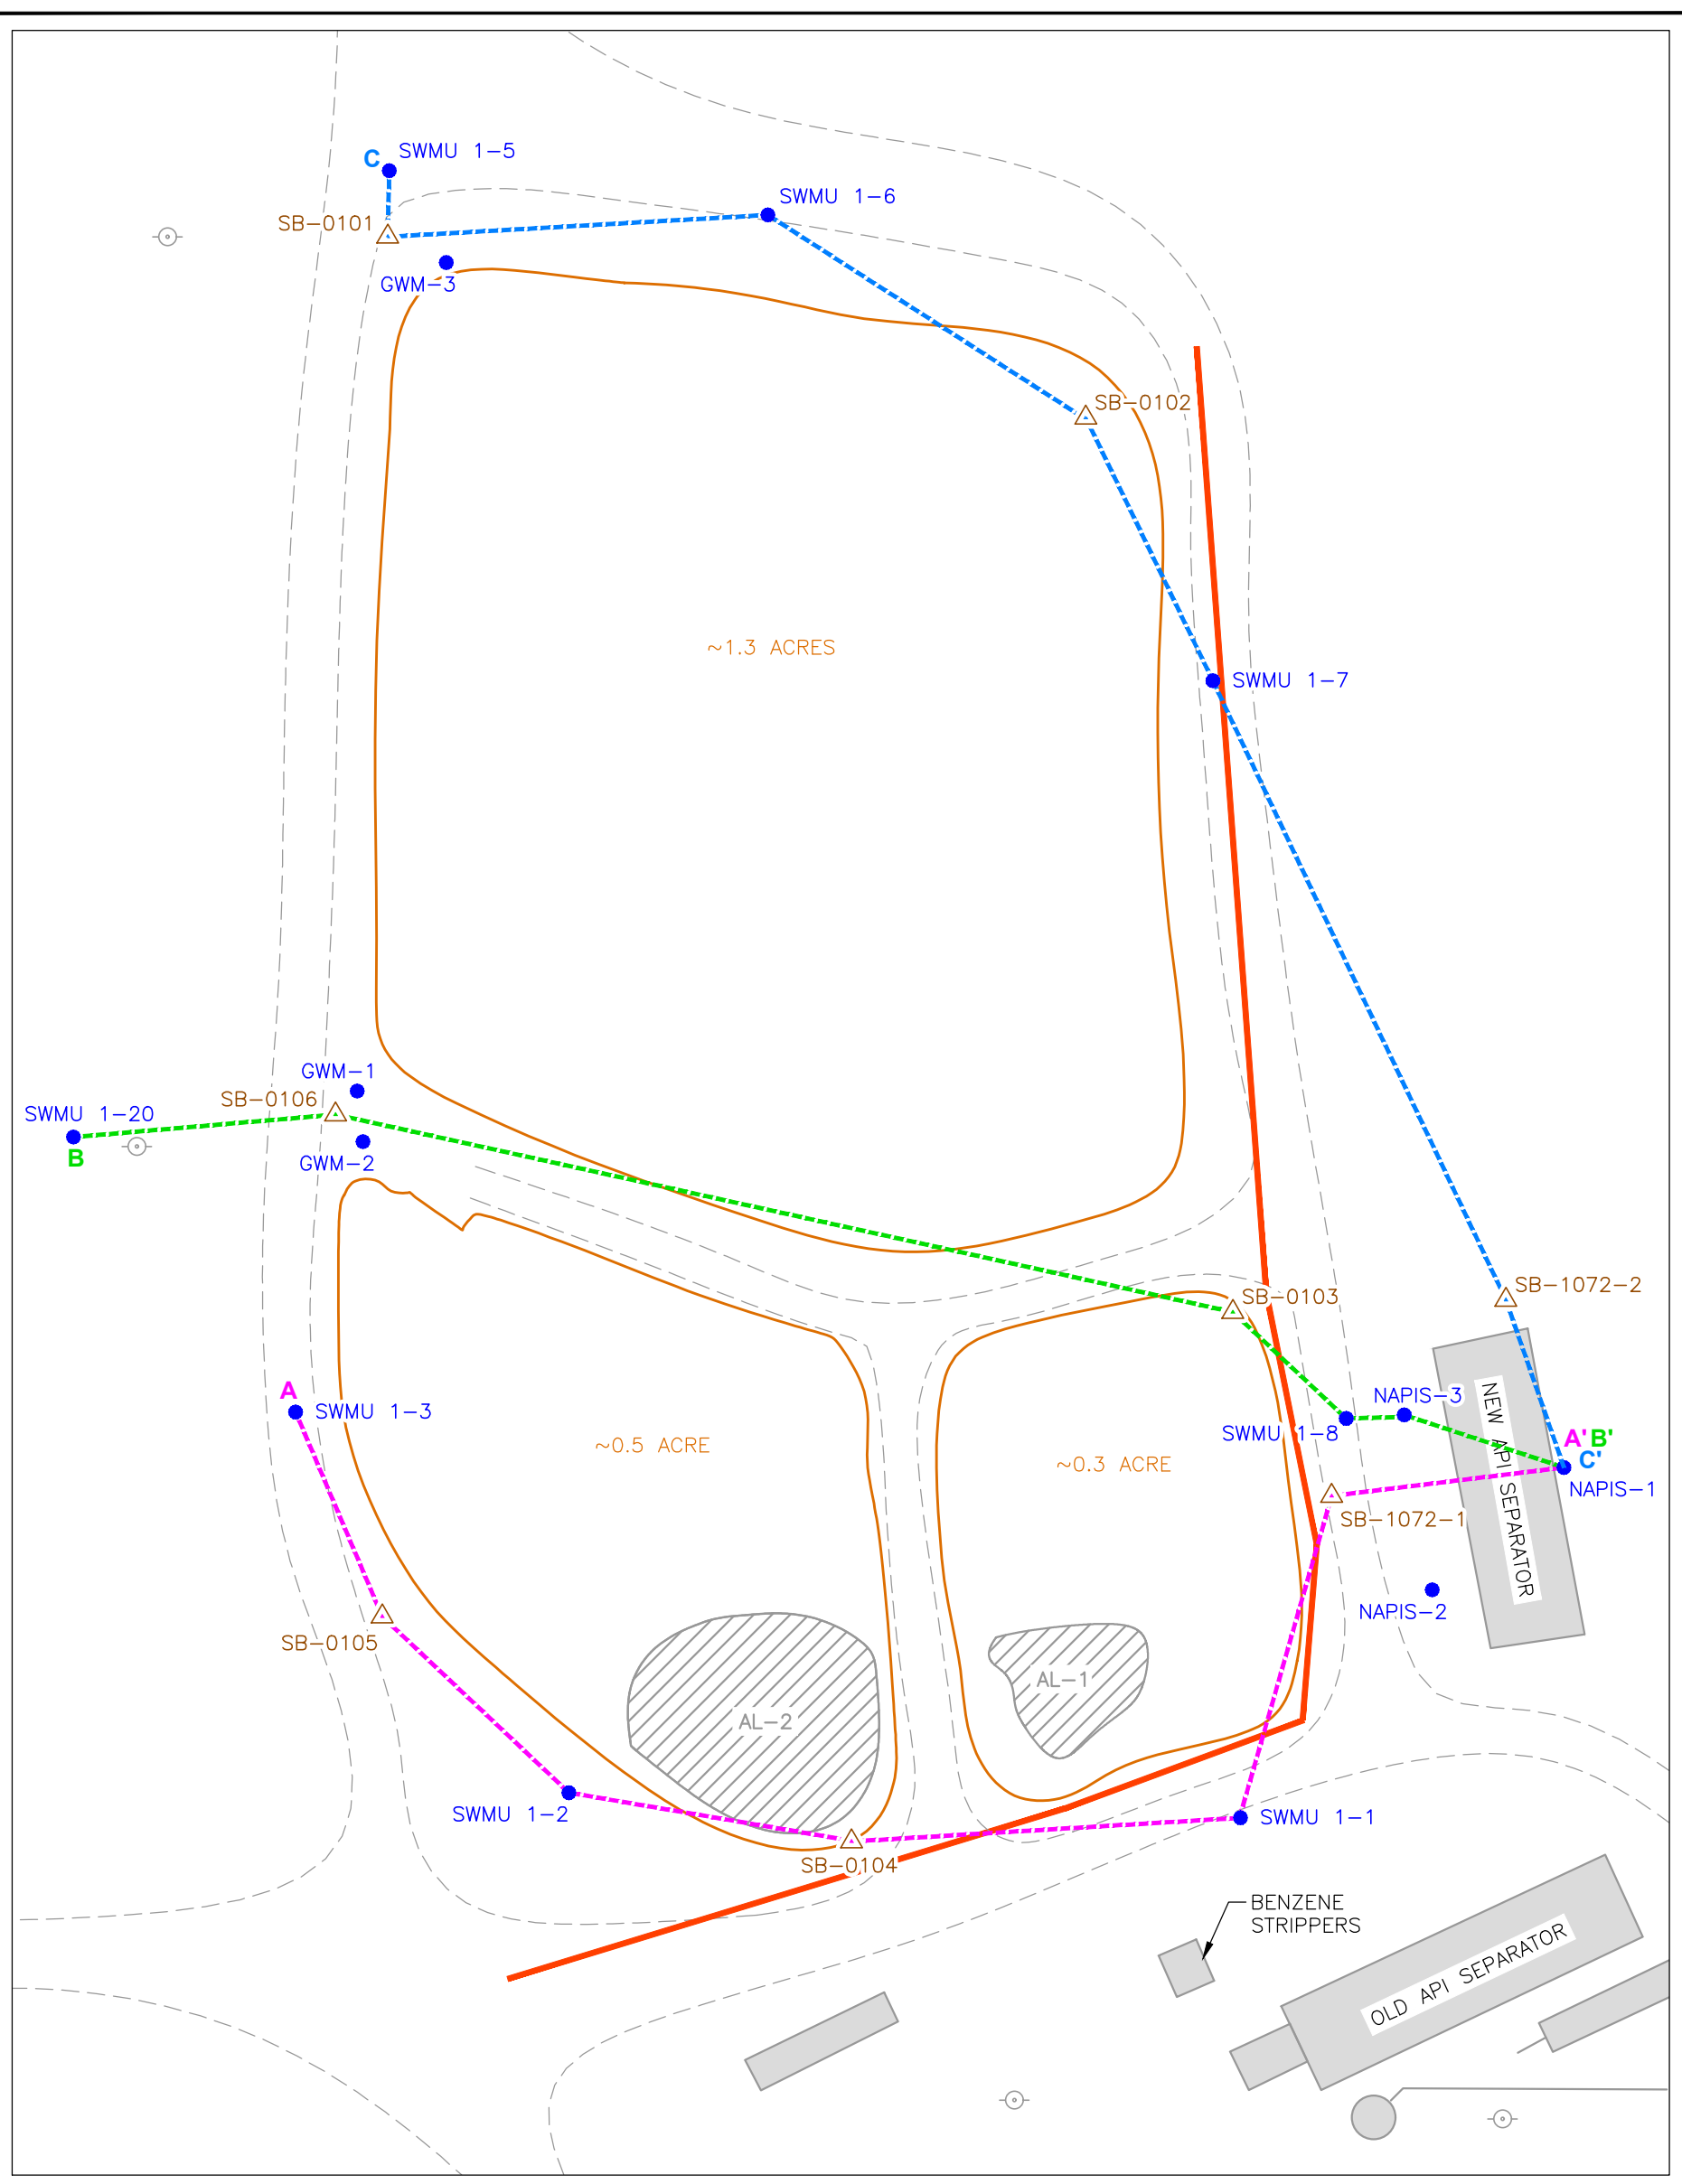 C
SWMU 1-5
SWMU 1-6
SB-0101
GWM-3
SB-0102
~1.3 ACRES
SWMU 1-7
GWM-1
SB-0106
SWMU 1-20
B
GWM-2
SB-1072-2
SB-0103
A
SWMU 1-3
NAPIS-3
SWMU 1-8
~0.5 ACRE
~0.3 ACRE
NEW API SEPARATOR
A' B'
C'
NAPIS-1
SB-1072-1
NAPIS-2
SB-0105
AL-1
AL-2
SWMU 1-2
SWMU 1-1
SB-0104
BENZENE
STRIPPERS
OLD API SEPARATOR